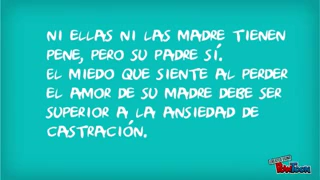 NI ELLAS NI LAS MADRE TIENEN
PENE, PERO SU PADRE SÍ.
EL MIEDO QUE SIENTE AL PERDER
EL AMOR DE SU MADRE DEBE SER
SUPERIOR A LA ANSIEDAD DE
CASTRACIÓN.
PowToon